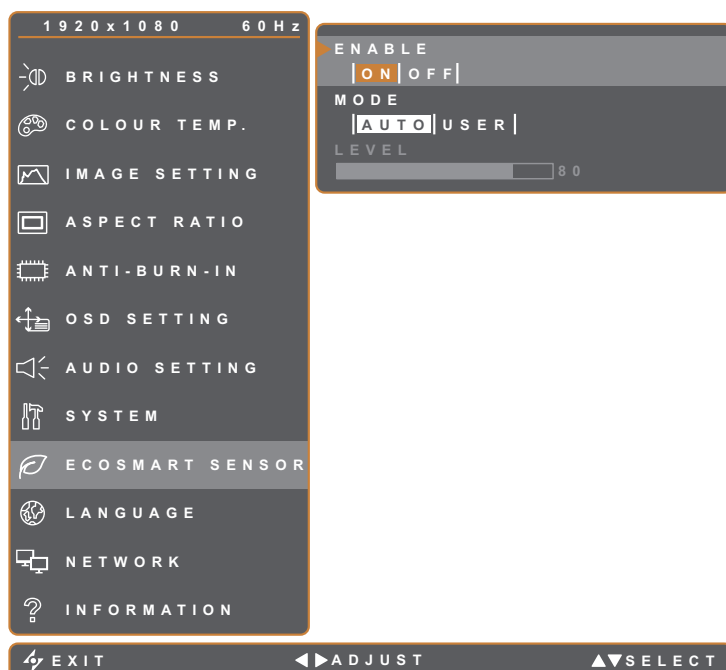 1920x1080 60Hz
BRIGHTNESS
COLOUR TEMP.
IMAGE SETTING
ASPECT RATIO
ANTI-BURN-IN
OSD SETTING
AUDIO SETTING
SYSTEM
ECOSMART SENSOR
LANGUAGE
NETWORK
INFORMATION
ENABLE
ON OFF
MODE
AUTO USER
LEVEL
80
EXIT ADJUST SELECT